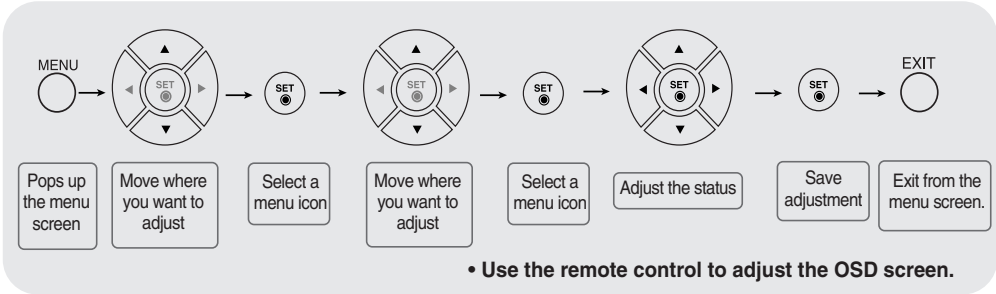 MENU
SET
SET
SET
SET
SET
SET
EXIT
Pops up
the menu
screen
Move where
you want to
adjust
Select a
menu icon
Move where
you want to
adjust
Select a
menu icon
Adjust the status
Save
adjustment
Exit from the
menu screen.
• Use the remote control to adjust the OSD screen.